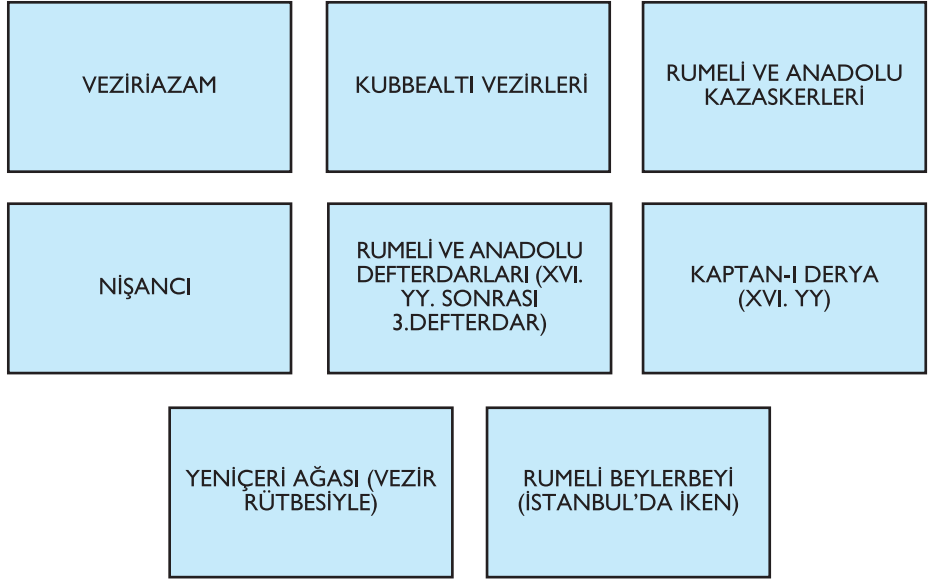 VEZİRİAZAM
KUBBEALTI VEZİRLERİ
RUMELİ VE ANADOLU
KAZASKERLERİ
NİŞANCI
RUMELİ VE ANADOLU
DEFTERDARLARI (XVI.
YY. SONRASI
3.DEFTERDAR)
KAPTAN-I DERYA
(XVI. YY)
YENİÇERİ AĞASI (VEZİR
RÜTBESİYLE)
RUMELİ BEYLERBEYİ
(İSTANBUL'DA İKEN)